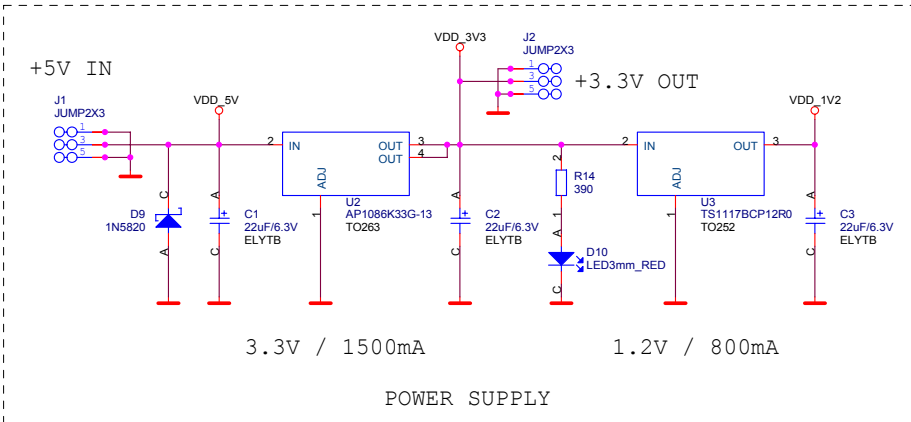 +5V IN
J1
JUMP2X3
1
3
5
VDD_5V
D9
1N5820
C
A
A
C
+
C1
22uF/6.3V
ELYTB
2
IN
OUT
OUT
3
4
ADJ
1
U2
AP1086K33G-13
TO263
VDD_3V3
J2
JUMP2X3
1
3
5
+3.3V OUT
A
C
+
C2
22uF/6.3V
ELYTB
2
R14
390
1
A
D10
LED3mm_RED
C
2
IN
OUT
3
ADJ
1
U3
TS1117BCP12R0
TO252
VDD_1V2
A
C
+
C3
22uF/6.3V
ELYTB
3.3V / 1500mA
1.2V / 800mA
POWER SUPPLY